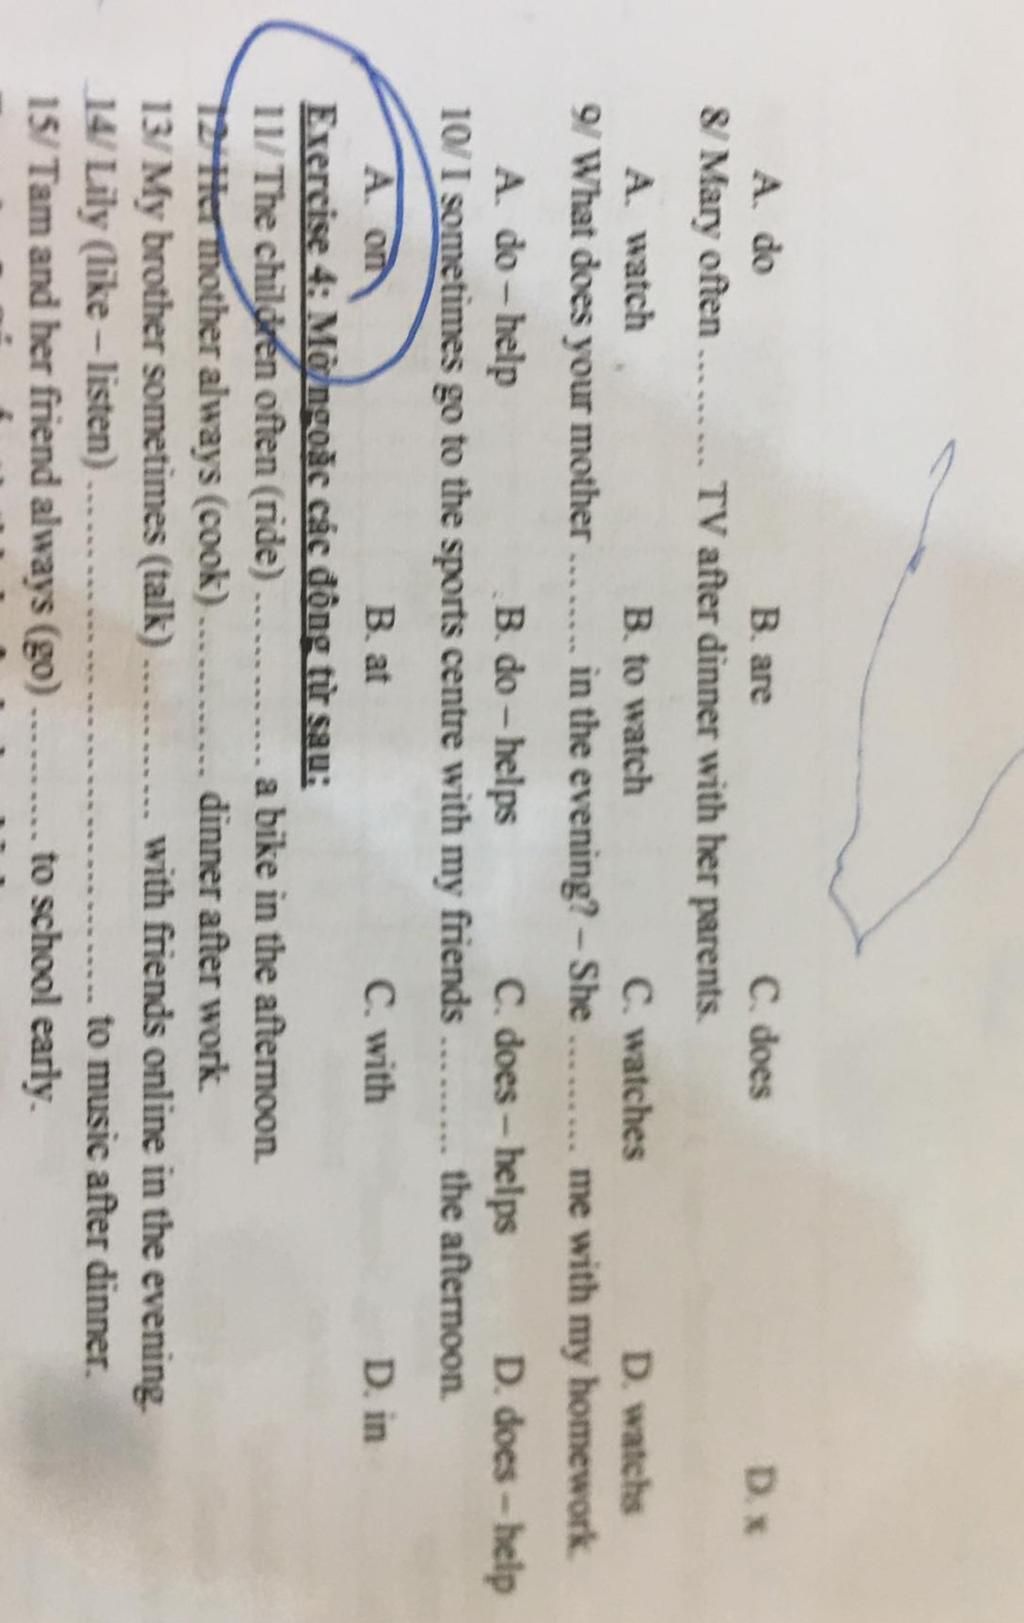 A. do B. are C. does D. x
8/ Mary often ……… TV after dinner with her parents.
A. watch B. to watch C. watches D. watchs
9/ What does your mother ……… in the evening? – She ……… me with my homework.
A. do – help B. do – helps C. does – helps D. does – help
10/ I sometimes go to the sports centre with my friends ……… the afternoon.
A. on B. at C. with D. in
Exercise 4: Mở ngoặc các động từ sau:
11/ The children often (ride) …………… a bike in the afternoon.
12/ Her mother always (cook) …………… dinner after work.
13/ My brother sometimes (talk) …………… with friends online in the evening.
14/ Lily (like – listen) ……………………………………… to music after dinner.
15/ Tam and her friend always (go) ………… to school early.